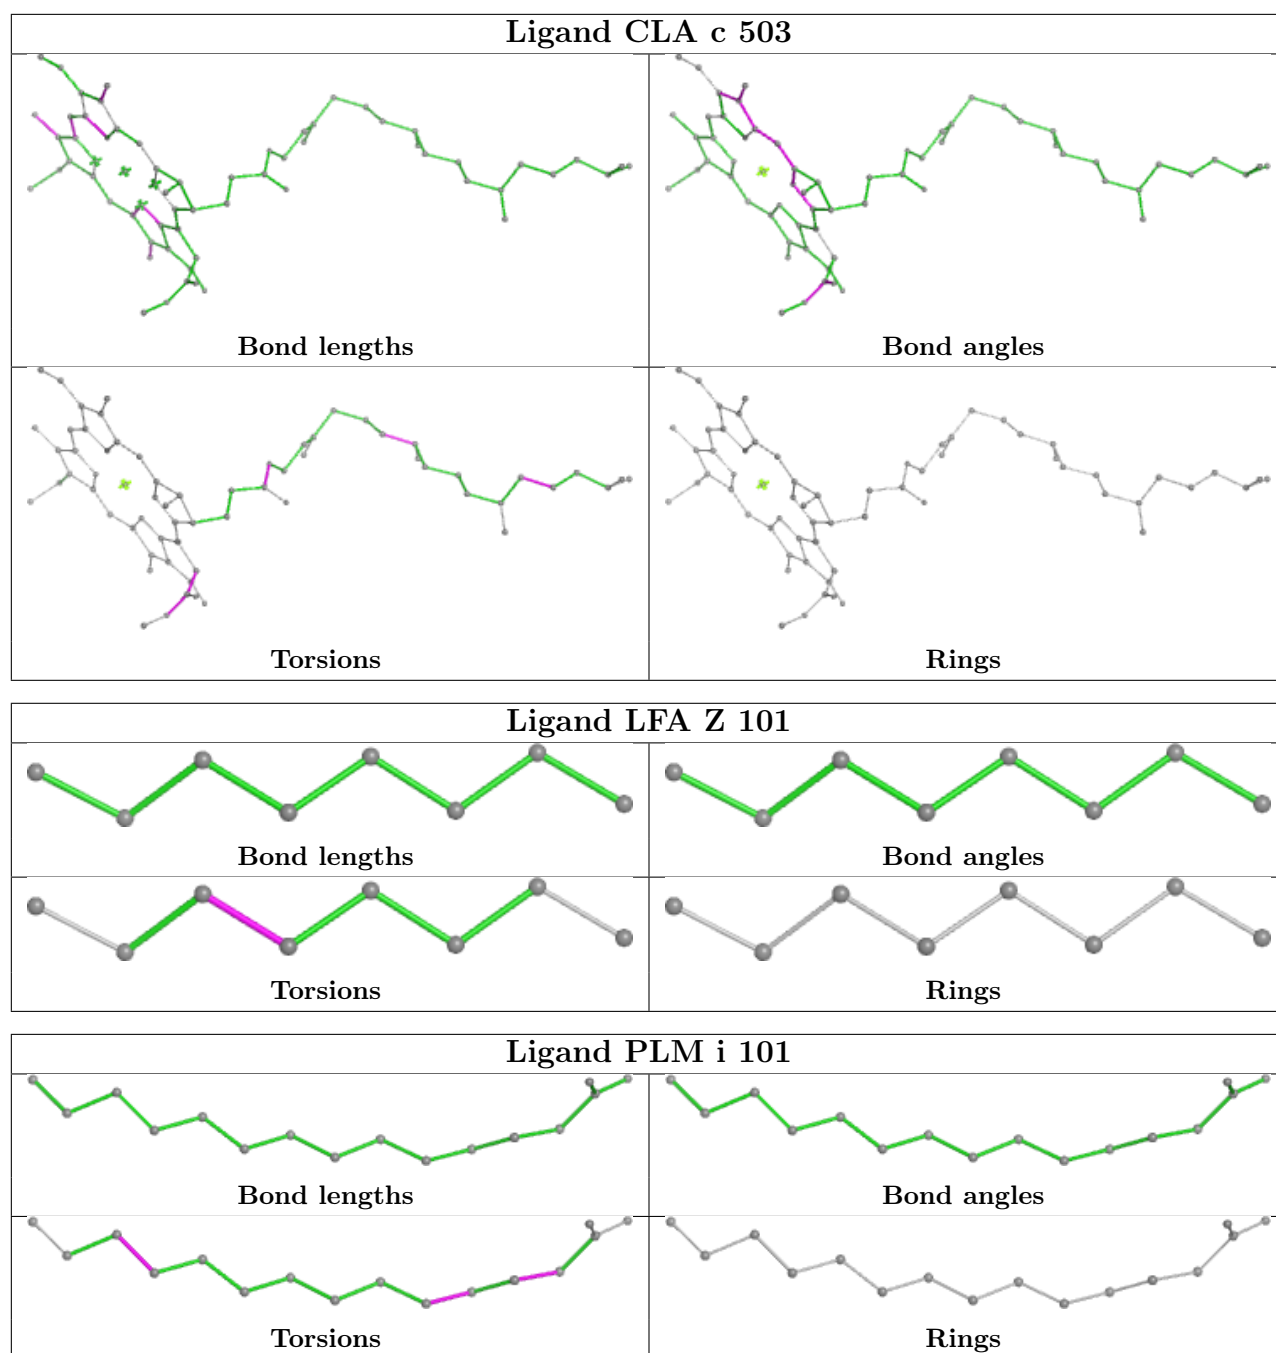 Ligand CLA c 503
Bond lengths
Bond angles
Torsions
Rings
Ligand LFA Z 101
Bond lengths
Bond angles
Torsions
Rings
Ligand PLM i 101
Bond lengths
Bond angles
Torsions
Rings